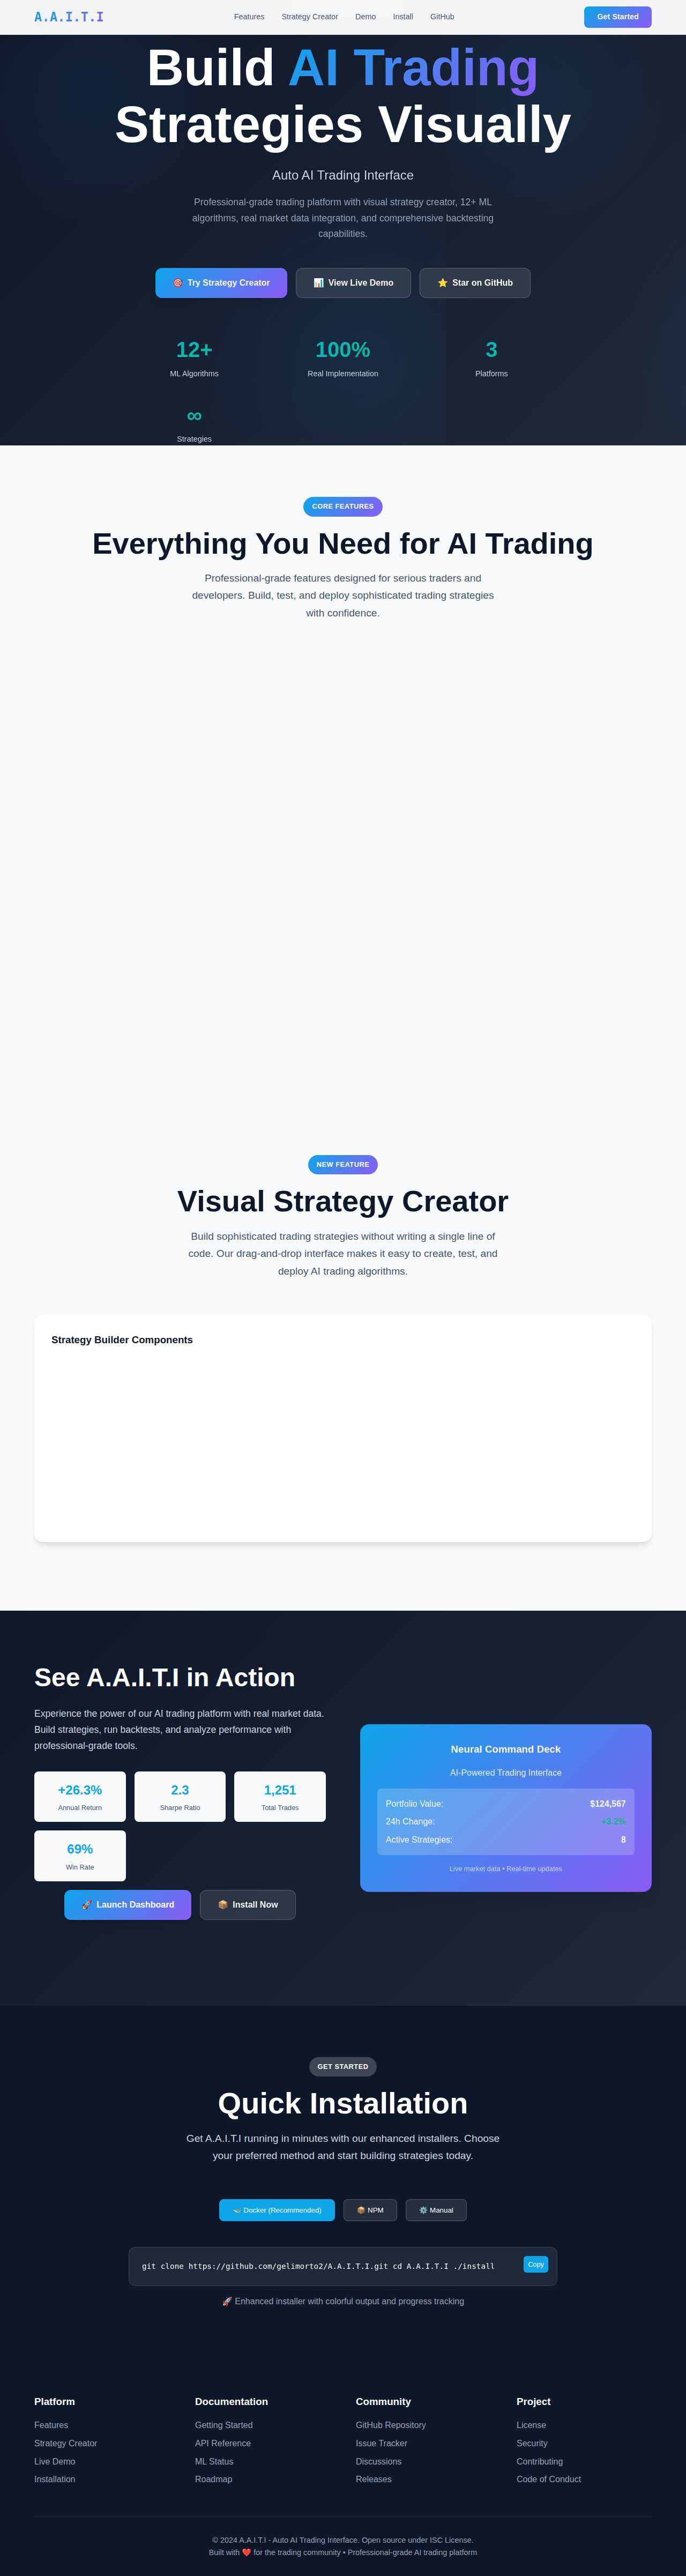 A.A.I.T.I
Features
Strategy Creator
Demo
Install
GitHub
Get Started
Build AI Trading
Strategies Visually
Auto AI Trading Interface
Professional-grade trading platform with visual strategy creator, 12+ ML
algorithms, real market data integration, and comprehensive backtesting
capabilities.
🎯 Try Strategy Creator
📊 View Live Demo
⭐ Star on GitHub
12+
ML Algorithms
100%
Real Implementation
3
Platforms
∞
Strategies
CORE FEATURES
Everything You Need for AI Trading
Professional-grade features designed for serious traders and
developers. Build, test, and deploy sophisticated trading strategies
with confidence.
NEW FEATURE
Visual Strategy Creator
Build sophisticated trading strategies without writing a single line of
code. Our drag-and-drop interface makes it easy to create, test, and
deploy AI trading algorithms.
Strategy Builder Components
See A.A.I.T.I in Action
Experience the power of our AI trading platform with real market data.
Build strategies, run backtests, and analyze performance with
professional-grade tools.
+26.3%
Annual Return
2.3
Sharpe Ratio
1,251
Total Trades
69%
Win Rate
🚀 Launch Dashboard
📦 Install Now
Neural Command Deck
AI-Powered Trading Interface
Portfolio Value: $124,567
24h Change: +3.2%
Active Strategies: 8
Live market data • Real-time updates
GET STARTED
Quick Installation
Get A.A.I.T.I running in minutes with our enhanced installers. Choose
your preferred method and start building strategies today.
🐳 Docker (Recommended)
📦 NPM
⚙️ Manual
git clone https://github.com/gelimorto2/A.A.I.T.I.git cd A.A.I.T.I ./install
Copy
🚀 Enhanced installer with colorful output and progress tracking
Platform
Features
Strategy Creator
Live Demo
Installation
Documentation
Getting Started
API Reference
ML Status
Roadmap
Community
GitHub Repository
Issue Tracker
Discussions
Releases
Project
License
Security
Contributing
Code of Conduct
© 2024 A.A.I.T.I - Auto AI Trading Interface. Open source under ISC License.
Built with ❤️ for the trading community • Professional-grade AI trading platform